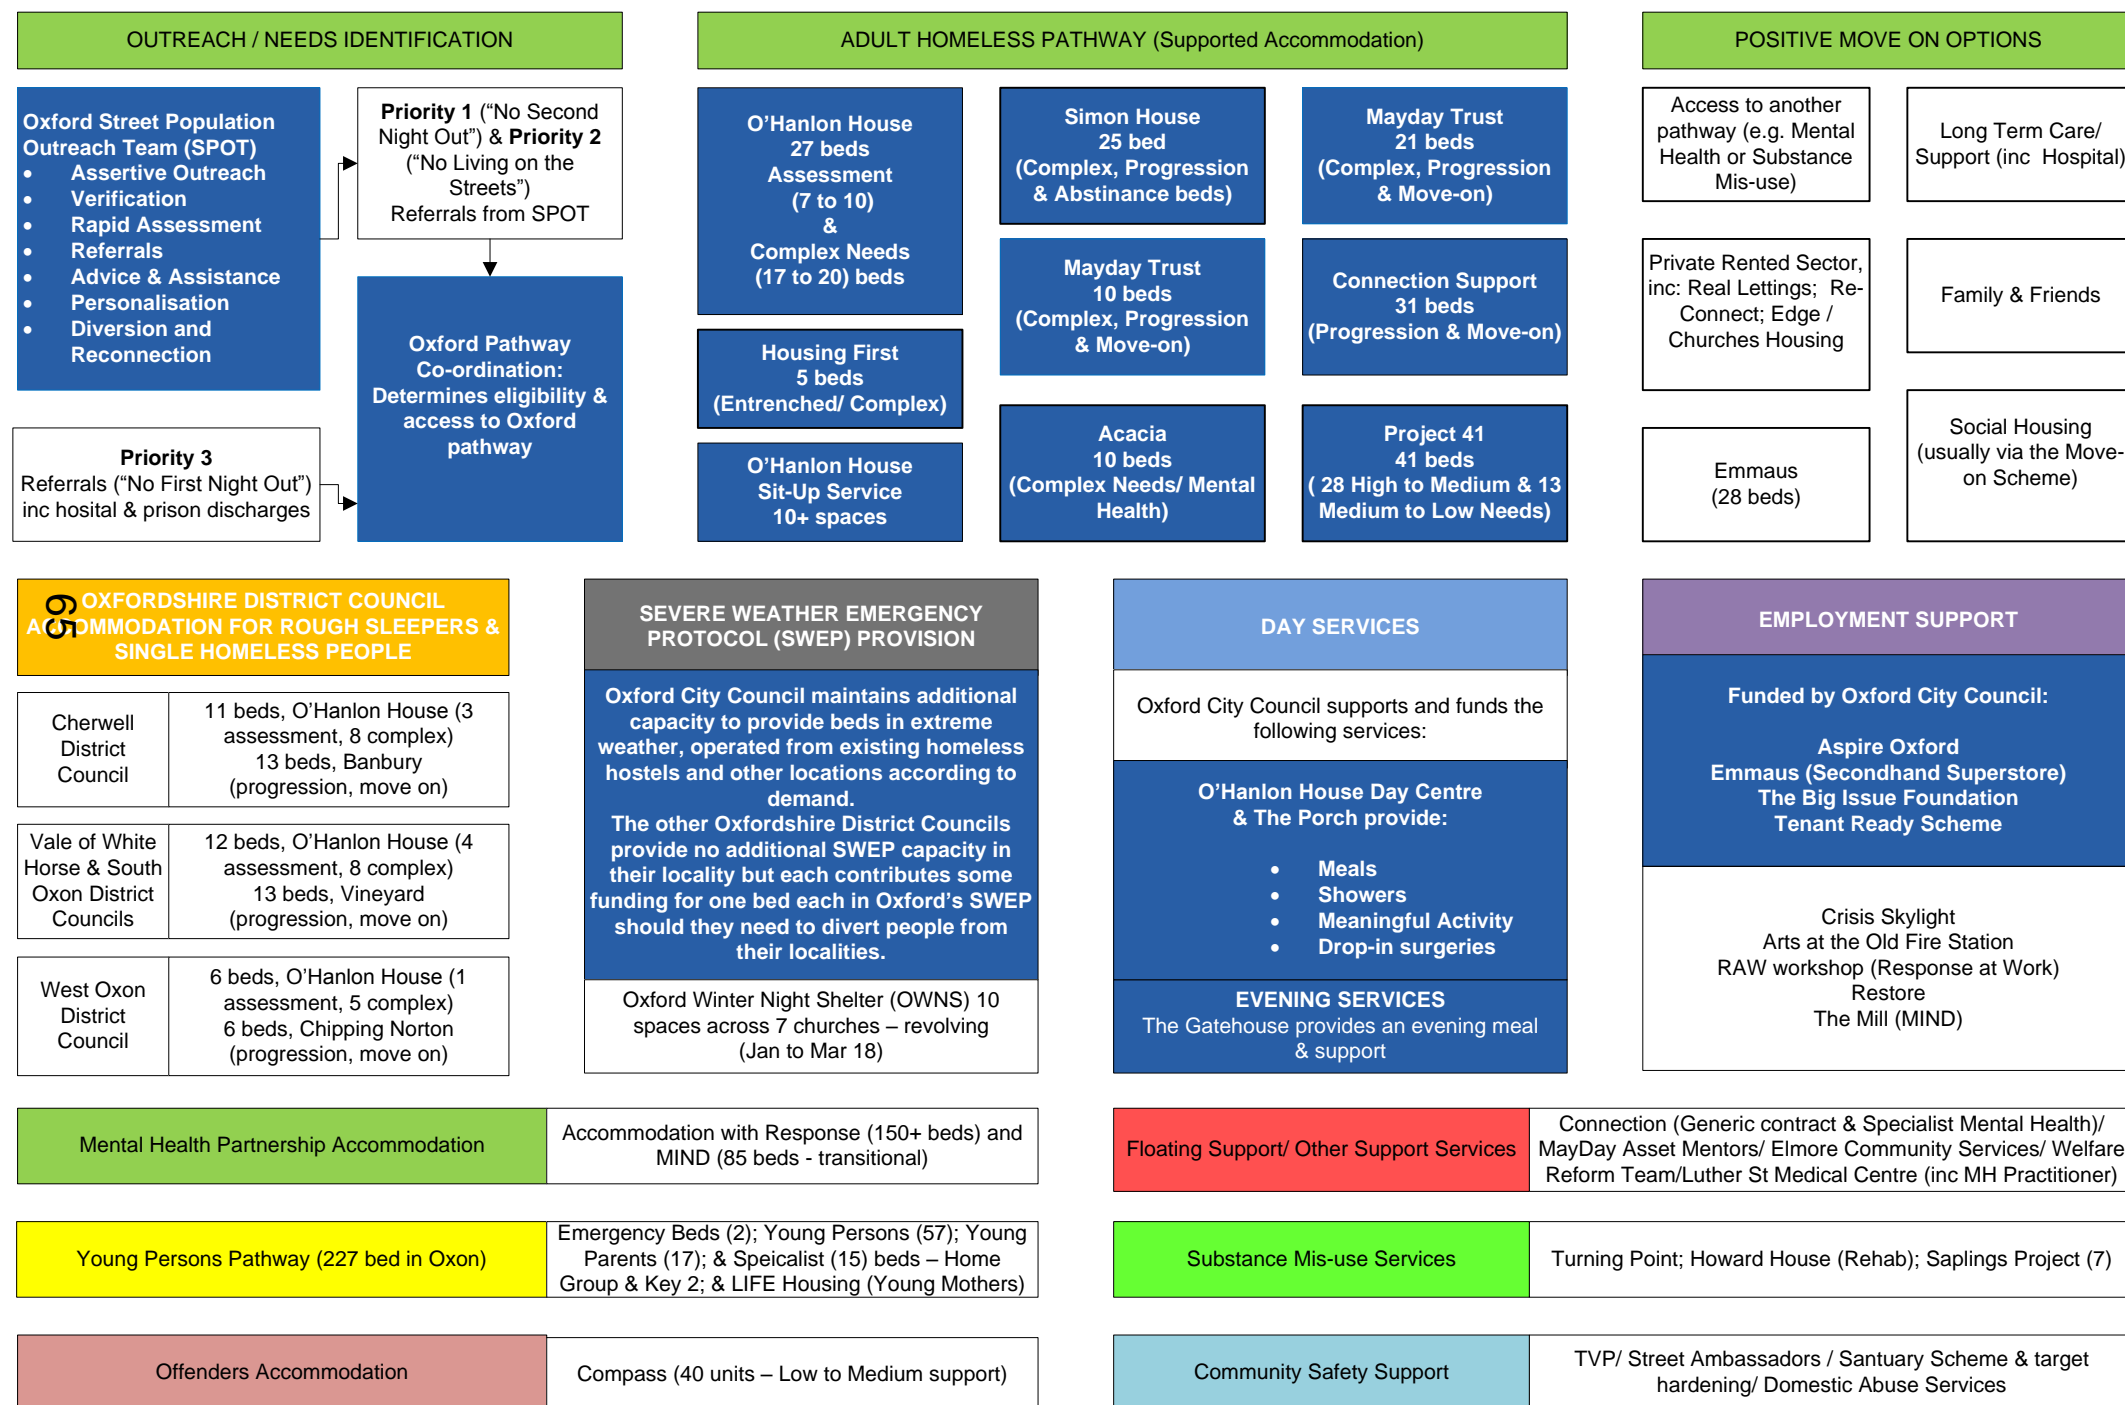 OUTREACH / NEEDS IDENTIFICATION
Oxford Street Population
Outreach Team (SPOT)
• Assertive Outreach
• Verification
• Rapid Assessment
• Referrals
• Advice & Assistance
• Personalisation
• Diversion and
Reconnection
Priority 1 (“No Second
Night Out”) & Priority 2
(“No Living on the
Streets”)
Referrals from SPOT
Oxford Pathway
Co-ordination:
Determines eligibility &
access to Oxford
pathway
Priority 3
Referrals (“No First Night Out”)
inc hosital & prison discharges
ADULT HOMELESS PATHWAY (Supported Accommodation)
O’Hanlon House
27 beds
Assessment
(7 to 10)
&
Complex Needs
(17 to 20) beds
Housing First
5 beds
(Entrenched/ Complex)
O’Hanlon House
Sit-Up Service
10+ spaces
Simon House
25 bed
(Complex, Progression
& Abstinance beds)
Mayday Trust
10 beds
(Complex, Progression
& Move-on)
Acacia
10 beds
(Complex Needs/ Mental
Health)
Mayday Trust
21 beds
(Complex, Progression
& Move-on)
Connection Support
31 beds
(Progression & Move-on)
Project 41
41 beds
( 28 High to Medium & 13
Medium to Low Needs)
POSITIVE MOVE ON OPTIONS
Access to another
pathway (e.g. Mental
Health or Substance
Mis-use)
Private Rented Sector,
inc: Real Lettings; Re-
Connect; Edge /
Churches Housing
Emmaus
(28 beds)
Long Term Care/
Support (inc Hospital)
Family & Friends
Social Housing
(usually via the Move-
on Scheme)
65
OXFORDSHIRE DISTRICT COUNCIL
ACCOMMODATION FOR ROUGH SLEEPERS &
SINGLE HOMELESS PEOPLE
Cherwell
District
Council
11 beds, O’Hanlon House (3
assessment, 8 complex)
13 beds, Banbury
(progression, move on)
Vale of White
Horse & South
Oxon District
Councils
12 beds, O’Hanlon House (4
assessment, 8 complex)
13 beds, Vineyard
(progression, move on)
West Oxon
District
Council
6 beds, O’Hanlon House (1
assessment, 5 complex)
6 beds, Chipping Norton
(progression, move on)
SEVERE WEATHER EMERGENCY
PROTOCOL (SWEP) PROVISION
Oxford City Council maintains additional
capacity to provide beds in extreme
weather, operated from existing homeless
hostels and other locations according to
demand.
The other Oxfordshire District Councils
provide no additional SWEP capacity in
their locality but each contributes some
funding for one bed each in Oxford’s SWEP
should they need to divert people from
their localities.
Oxford Winter Night Shelter (OWNS) 10
spaces across 7 churches – revolving
(Jan to Mar 18)
DAY SERVICES
Oxford City Council supports and funds the
following services:
O’Hanlon House Day Centre
& The Porch provide:
• Meals
• Showers
• Meaningful Activity
• Drop-in surgeries
EVENING SERVICES
The Gatehouse provides an evening meal
& support
EMPLOYMENT SUPPORT
Funded by Oxford City Council:
Aspire Oxford
Emmaus (Secondhand Superstore)
The Big Issue Foundation
Tenant Ready Scheme
Crisis Skylight
Arts at the Old Fire Station
RAW workshop (Response at Work)
Restore
The Mill (MIND)
Mental Health Partnership Accommodation
Accommodation with Response (150+ beds) and
MIND (85 beds - transitional)
Floating Support/ Other Support Services
Connection (Generic contract & Specialist Mental Health)/
MayDay Asset Mentors/ Elmore Community Services/ Welfare
Reform Team/Luther St Medical Centre (inc MH Practitioner)
Young Persons Pathway (227 bed in Oxon)
Emergency Beds (2); Young Persons (57); Young
Parents (17); & Speicalist (15) beds – Home
Group & Key 2; & LIFE Housing (Young Mothers)
Substance Mis-use Services
Turning Point; Howard House (Rehab); Saplings Project (7)
Offenders Accommodation
Compass (40 units – Low to Medium support)
Community Safety Support
TVP/ Street Ambassadors / Santuary Scheme & target
hardening/ Domestic Abuse Services